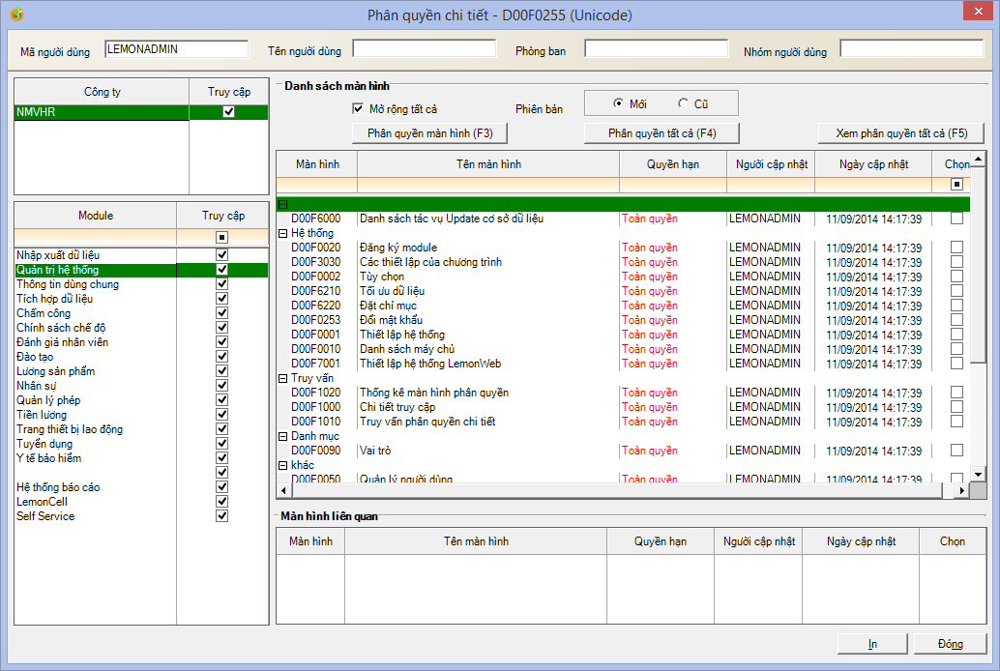 Phân quyền chi tiết - D00F0255 (Unicode)
Mã người dùng LEMONADMIN Tên người dùng Phòng ban Nhóm người dùng
Công ty Truy cập
NMVHR
Module Truy cập
Nhập xuất dữ liệu
Quản trị hệ thống
Thông tin dùng chung
Tích hợp dữ liệu
Chấm công
Chính sách chế độ
Đánh giá nhân viên
Đào tạo
Lương sản phẩm
Nhân sự
Quản lý phép
Tiền lương
Trang thiết bị lao động
Tuyển dụng
Y tế bảo hiểm
Hệ thống báo cáo
LemonCell
Self Service
Danh sách màn hình
Mở rộng tất cả Phiên bản Mới Cũ
Phân quyền màn hình (F3) Phân quyền tất cả (F4) Xem phân quyền tất cả (F5)
Màn hình Tên màn hình Quyền hạn Người cập nhật Ngày cập nhật Chọn
D00F6000 Danh sách tác vụ Update cơ sở dữ liệu Toàn quyền LEMONADMIN 11/09/2014 14:17:39
Hệ thống
D00F0020 Đăng ký module Toàn quyền LEMONADMIN 11/09/2014 14:17:39
D00F3030 Các thiết lập của chương trình Toàn quyền LEMONADMIN 11/09/2014 14:17:39
D00F0002 Tùy chọn Toàn quyền LEMONADMIN 11/09/2014 14:17:39
D00F6210 Tối ưu dữ liệu Toàn quyền LEMONADMIN 11/09/2014 14:17:39
D00F6220 Đặt chỉ mục Toàn quyền LEMONADMIN 11/09/2014 14:17:39
D00F0253 Đổi mật khẩu Toàn quyền LEMONADMIN 11/09/2014 14:17:39
D00F0001 Thiết lập hệ thống Toàn quyền LEMONADMIN 11/09/2014 14:17:39
D00F0010 Danh sách máy chủ Toàn quyền LEMONADMIN 11/09/2014 14:17:39
D00F7001 Thiết lập hệ thống LemonWeb Toàn quyền LEMONADMIN 11/09/2014 14:17:39
Truy vấn
D00F1020 Thống kê màn hình phân quyền Toàn quyền LEMONADMIN 11/09/2014 14:17:39
D00F1000 Chi tiết truy cập Toàn quyền LEMONADMIN 11/09/2014 14:17:39
D00F1010 Truy vấn phân quyền chi tiết Toàn quyền LEMONADMIN 11/09/2014 14:17:39
Danh mục
D00F0090 Vai trò Toàn quyền LEMONADMIN 11/09/2014 14:17:39
khác
D00F0050 Quản lý người dùng Toàn quyền LEMONADMIN 11/09/2014 14:17:39
Màn hình liên quan
Màn hình Tên màn hình Quyền hạn Người cập nhật Ngày cập nhật Chọn
In Đóng